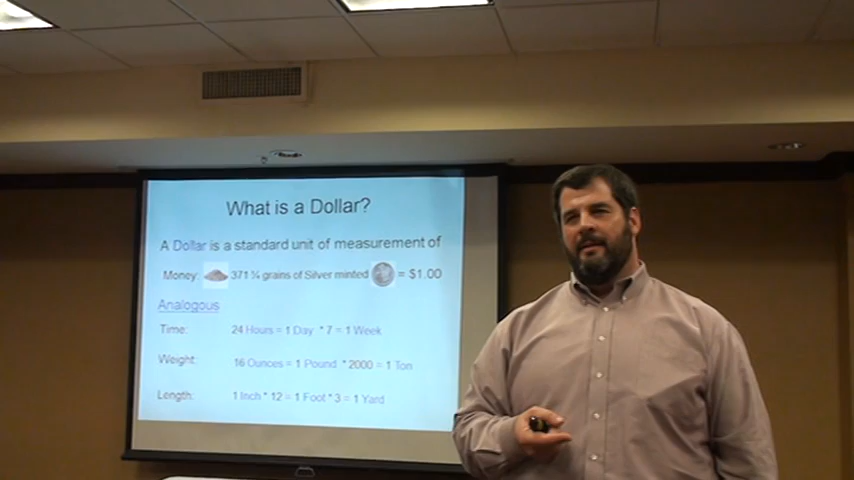 What is a Dollar?
A Dollar is a standard unit of measurement of
Money: 371 ¼ grains of Silver minted = $1.00
Analogous
Time: 24 Hours = 1 Day * 7 = 1 Week
Weight: 16 Ounces = 1 Pound * 2000 = 1 Ton
Length: 1 Inch * 12 = 1 Foot * 3 = 1 Yard